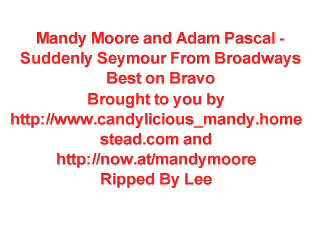 Mandy Moore and Adam Pascal -
Suddenly Seymour From Broadways
Best on Bravo
Brought to you by
http://www.candylicious_mandy.home
stead.com and
http://now.at/mandymoore
Ripped By Lee